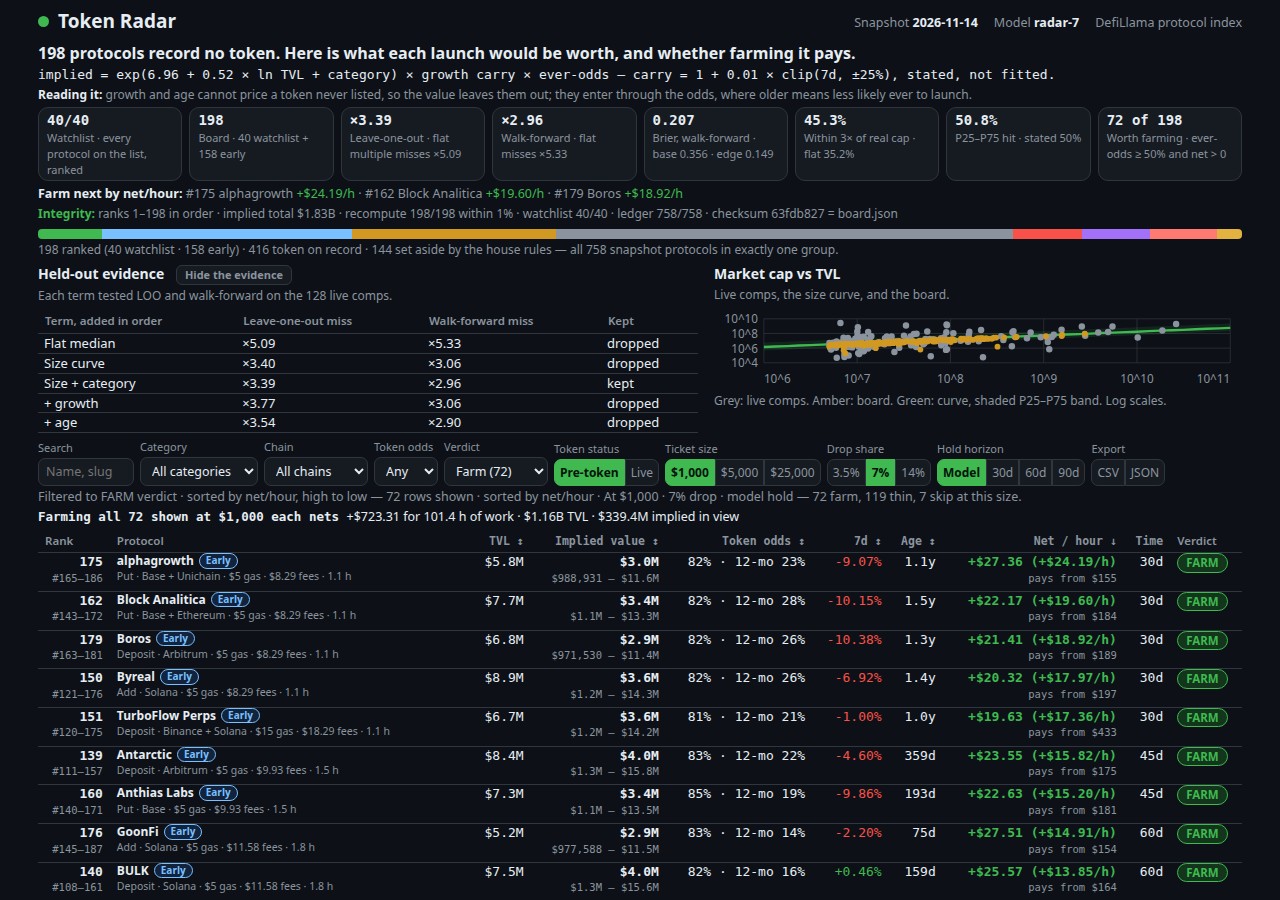 Token Radar
Snapshot 2026-11-14 Model radar-7 DefiLlama protocol index
198 protocols record no token. Here is what each launch would be worth, and whether farming it pays.
implied = exp(6.96 + 0.52 × ln TVL + category) × growth carry × ever-odds — carry = 1 + 0.01 × clip(7d, ±25%), stated, not fitted.
Reading it: growth and age cannot price a token never listed, so the value leaves them out; they enter through the odds, where older means less likely ever to launch.
40/40
Watchlist · every
protocol on the list,
ranked
198
Board · 40 watchlist +
158 early
×3.39
Leave-one-out · flat
multiple misses ×5.09
×2.96
Walk-forward · flat
misses ×5.33
0.207
Brier, walk-forward ·
base 0.356 · edge 0.149
45.3%
Within 3× of real cap ·
flat 35.2%
50.8%
P25–P75 hit · stated 50%
72 of 198
Worth farming · ever-
odds ≥ 50% and net > 0
Farm next by net/hour: #175 alphagrowth +$24.19/h · #162 Block Analitica +$19.60/h · #179 Boros +$18.92/h
Integrity: ranks 1–198 in order · implied total $1.83B · recompute 198/198 within 1% · watchlist 40/40 · ledger 758/758 · checksum 63fdb827 = board.json
198 ranked (40 watchlist · 158 early) · 416 token on record · 144 set aside by the house rules — all 758 snapshot protocols in exactly one group.
Held-out evidence Hide the evidence
Each term tested LOO and walk-forward on the 128 live comps.
Term, added in order Leave-one-out miss Walk-forward miss Kept
Flat median ×5.09 ×5.33 dropped
Size curve ×3.40 ×3.06 dropped
Size + category ×3.39 ×2.96 kept
+ growth ×3.77 ×3.06 dropped
+ age ×3.54 ×2.90 dropped
Market cap vs TVL
Live comps, the size curve, and the board.
10^10
10^8
10^6
10^4
10^6 10^7 10^8 10^9 10^10 10^11
Grey: live comps. Amber: board. Green: curve, shaded P25–P75 band. Log scales.
Search Category Chain Token odds Verdict Token status Ticket size Drop share Hold horizon Export
Name, slug All categories All chains Any Farm (72) Pre-token Live $1,000 $5,000 $25,000 3.5% 7% 14% Model 30d 60d 90d CSV JSON
Filtered to FARM verdict · sorted by net/hour, high to low — 72 rows shown · sorted by net/hour · At $1,000 · 7% drop · model hold — 72 farm, 119 thin, 7 skip at this size.
Farming all 72 shown at $1,000 each nets +$723.31 for 101.4 h of work · $1.16B TVL · $339.4M implied in view
Rank Protocol TVL ↕ Implied value ↕ Token odds ↕ 7d ↕ Age ↕ Net / hour ↓ Time Verdict
175 alphagrowth Early $5.8M $3.0M 82% · 12-mo 23% -9.07% 1.1y +$27.36 (+$24.19/h) 30d FARM
#165–186 Put · Base + Unichain · $5 gas · $8.29 fees · 1.1 h $988,931 — $11.6M pays from $155
162 Block Analitica Early $7.7M $3.4M 82% · 12-mo 28% -10.15% 1.5y +$22.17 (+$19.60/h) 30d FARM
#143–172 Put · Base + Ethereum · $5 gas · $8.29 fees · 1.1 h $1.1M — $13.3M pays from $184
179 Boros Early $6.8M $2.9M 82% · 12-mo 26% -10.38% 1.3y +$21.41 (+$18.92/h) 30d FARM
#163–181 Deposit · Arbitrum · $5 gas · $8.29 fees · 1.1 h $971,530 — $11.4M pays from $189
150 Byreal Early $8.9M $3.6M 82% · 12-mo 26% -6.92% 1.4y +$20.32 (+$17.97/h) 30d FARM
#121–176 Add · Solana · $5 gas · $8.29 fees · 1.1 h $1.2M — $14.3M pays from $197
151 TurboFlow Perps Early $6.7M $3.6M 81% · 12-mo 21% -1.00% 1.0y +$19.63 (+$17.36/h) 30d FARM
#120–175 Deposit · Binance + Solana · $15 gas · $18.29 fees · 1.1 h $1.2M — $14.2M pays from $433
139 Antarctic Early $8.4M $4.0M 83% · 12-mo 22% -4.60% 359d +$23.55 (+$15.82/h) 45d FARM
#111–157 Deposit · Arbitrum · $5 gas · $9.93 fees · 1.5 h $1.3M — $15.8M pays from $175
160 Anthias Labs Early $7.3M $3.4M 85% · 12-mo 19% -9.86% 193d +$22.63 (+$15.20/h) 45d FARM
#140–171 Put · Base · $5 gas · $9.93 fees · 1.5 h $1.1M — $13.5M pays from $181
176 GoonFi Early $5.2M $2.9M 83% · 12-mo 14% -2.20% 75d +$27.51 (+$14.91/h) 60d FARM
#145–187 Add · Solana · $5 gas · $11.58 fees · 1.8 h $977,588 — $11.5M pays from $154
140 BULK Early $7.5M $4.0M 82% · 12-mo 16% +0.46% 159d +$25.57 (+$13.85/h) 60d FARM
#108–161 Deposit · Solana · $5 gas · $11.58 fees · 1.8 h $1.3M — $15.6M pays from $164